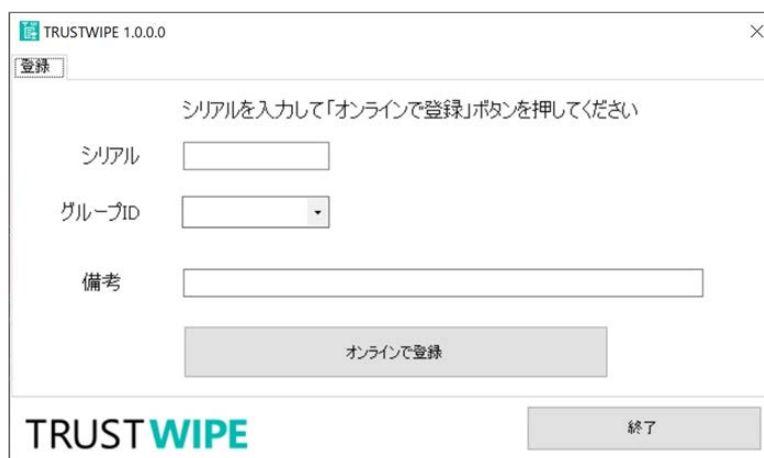 TRUSTWIPE 1.0.0.0
登録
シリアルを入力して「オンラインで登録」ボタンを押してください
シリアル
グループID
備考
オンラインで登録
TRUSTWIPE
終了